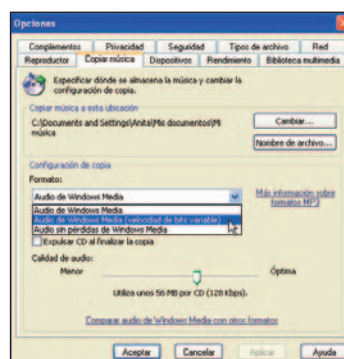 Opciones
Complementos Privacidad Seguridad Tipos de archivo Red
Reproductor Copiar música Dispositivos Rendimiento Biblioteca multimedia
Especificar dónde se almacena la música y cambiar la
configuración de copia.
Copiar música a esta ubicación
C:\Documents and Settings\Anita\Mis documentos\Mi
música
Cambiar...
Nombre de archivo...
Configuración de copia
Formato:
Audio de Windows Media
Más información sobre
formatos MP3
Audio de Windows Media
Audio de Windows Media (velocidad de bits variable)
Audio sin pérdidas de Windows Media
Expulsar CD al finalizar la copia
Calidad de audio:
Menor Óptima
Utiliza unos 56 MB por CD (128 Kbps).
Comparar audio de Windows Media con otros formatos
Aceptar Cancelar Aplicar Ayuda